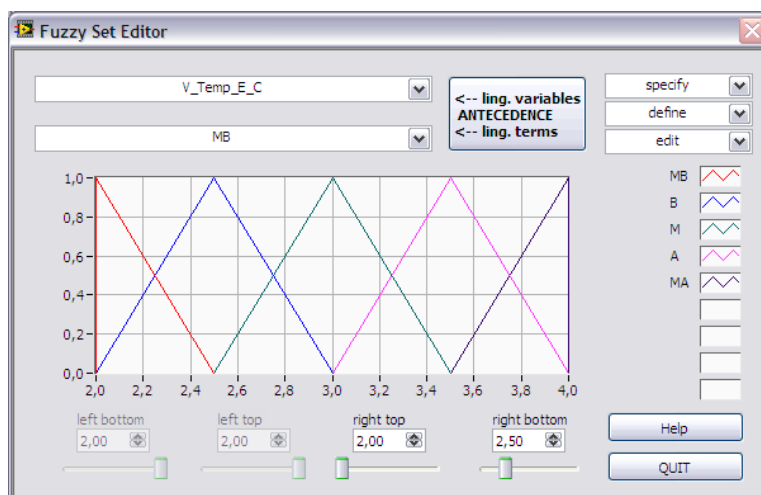 Fuzzy Set Editor
V_Temp_E_C
MB
<-- ling. variables
ANTECEDENCE
<-- ling. terms
specify
define
edit
1,0
0,8
0,6
0,4
0,2
0,0
2,0 2,2 2,4 2,6 2,8 3,0 3,2 3,4 3,6 3,8 4,0
MB
B
M
A
MA
left bottom left top right top right bottom
2,00 2,00 2,00 2,50
Help
QUIT